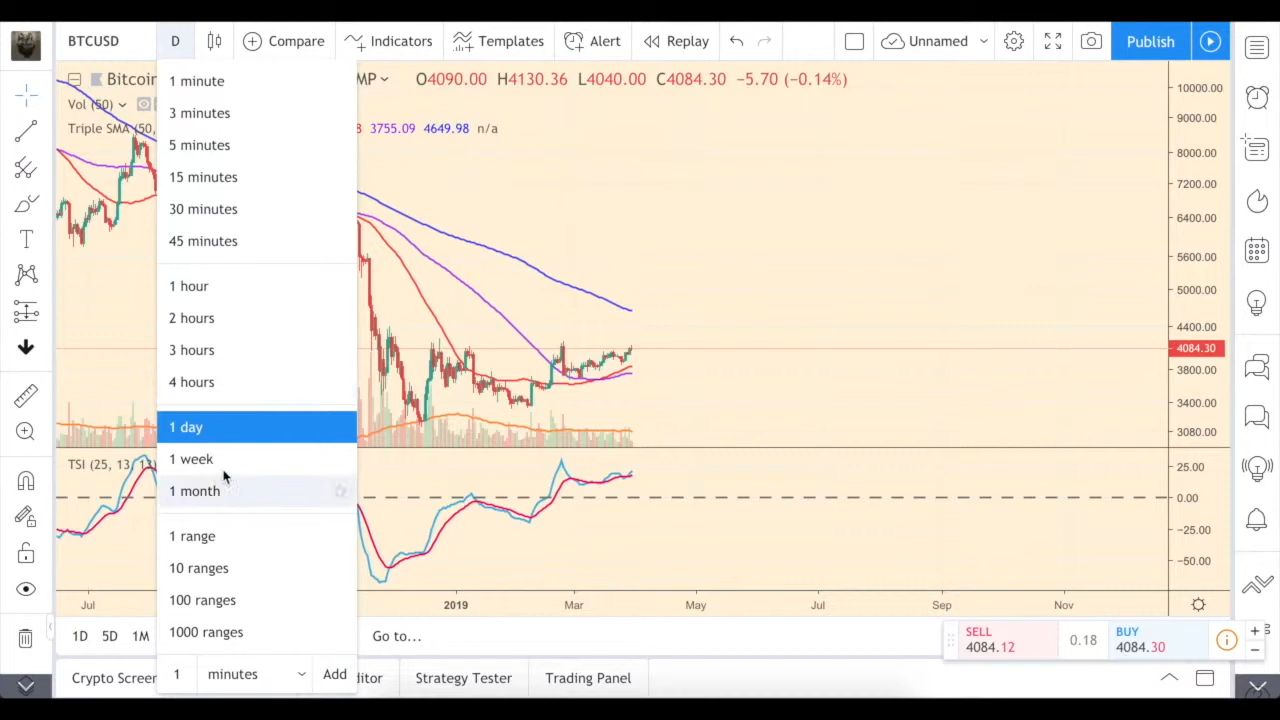 BTCUSD D Compare Indicators Templates Alert Replay Unnamed Publish
Bitcoin MP O4090.00 H4130.36 L4040.00 C4084.30 −5.70 (−0.14%)
Vol (50)
Triple SMA (50, 8 3755.09 4649.98 n/a
1 minute
3 minutes
5 minutes
15 minutes
30 minutes
45 minutes
1 hour
2 hours
3 hours
4 hours
1 day
1 week
1 month
1 range
10 ranges
100 ranges
1000 ranges
1 minutes Add
10000.00
9000.00
8000.00
7200.00
6400.00
5600.00
5000.00
4400.00
4084.30
3800.00
3400.00
3080.00
TSI (25, 13, 13)
25.00
0.00
−25.00
−50.00
Jul 2019 Mar May Jul Sep Nov
1D 5D 1M Go to...
SELL
4084.12
0.18
BUY
4084.30
Crypto Screen ditor Strategy Tester Trading Panel